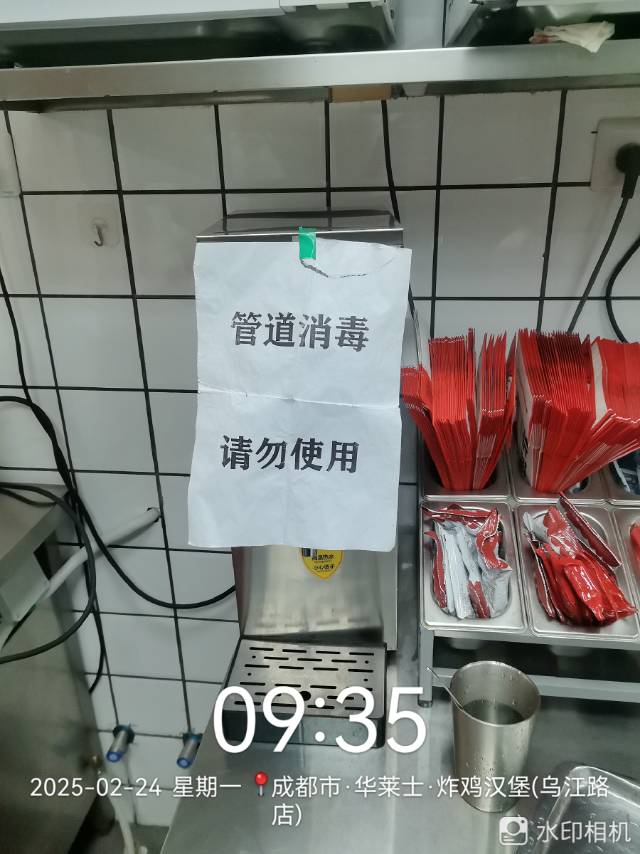 管道消毒
请勿使用
09:35
2025-02-24 星期一 成都市·华莱士·炸鸡汉堡(乌江路
店)
水印相机